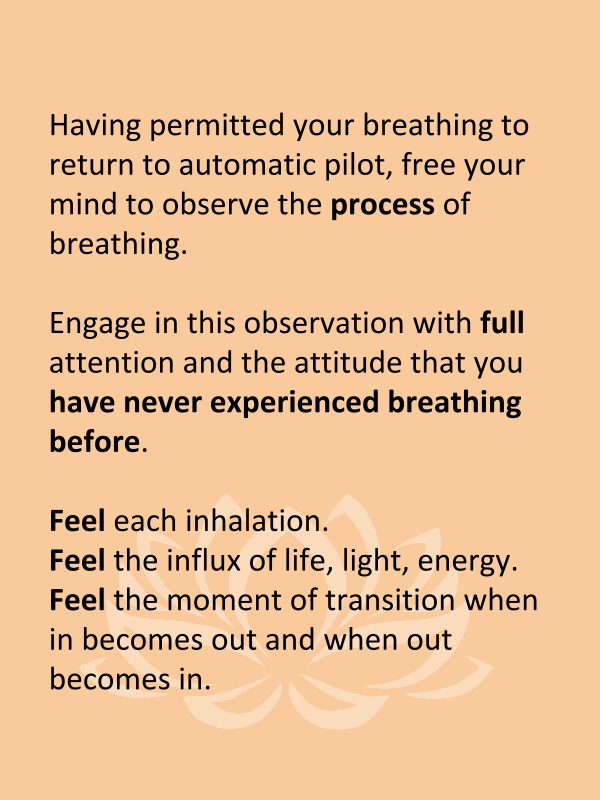 Having permitted your breathing to
return to automatic pilot, free your
mind to observe the process of
breathing.
Engage in this observation with full
attention and the attitude that you
have never experienced breathing
before.
Feel each inhalation.
Feel the influx of life, light, energy.
Feel the moment of transition when
in becomes out and when out
becomes in.